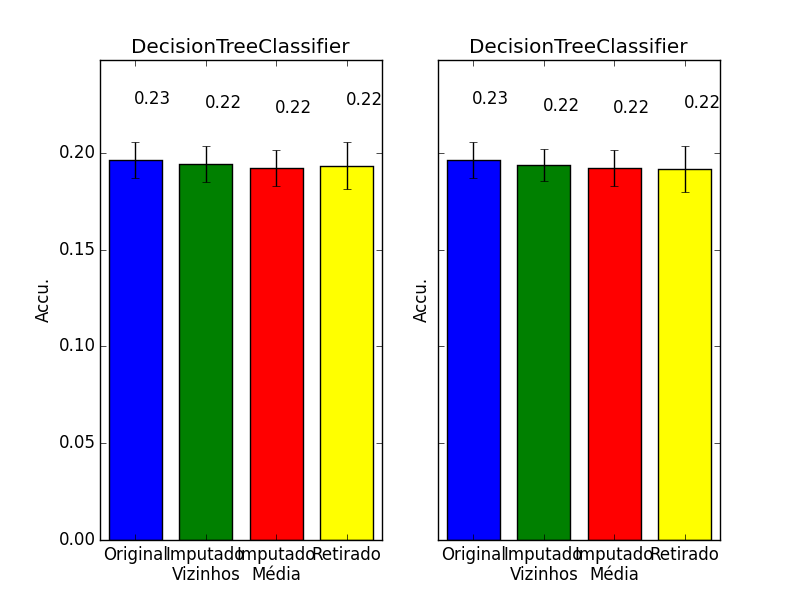 DecisionTreeClassifier
0.23
0.22
0.22
0.22
0.20
0.15
0.10
0.05
0.00
Accu.
Original
Imputado
Vizinhos
Imputado
Média
Retirado
DecisionTreeClassifier
0.23
0.22
0.22
0.22
Accu.
Original
Imputado
Vizinhos
Imputado
Média
Retirado